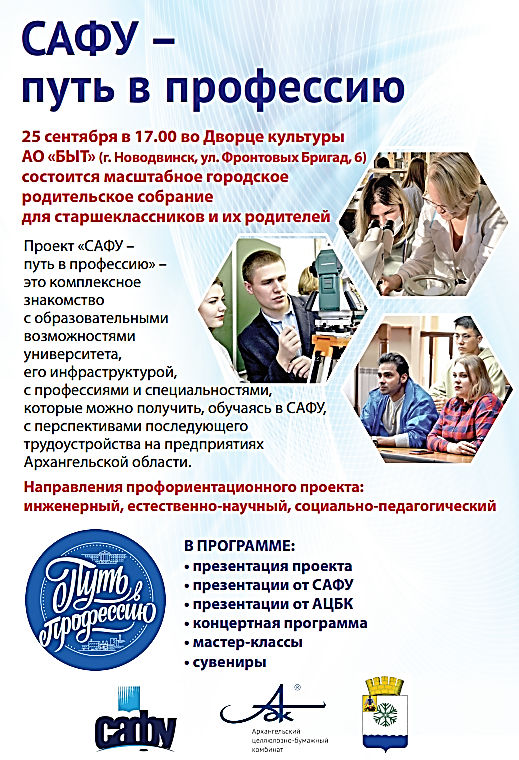 САФУ –
путь в профессию
25 сентября в 17.00 во Дворце культуры
АО «БЫТ» (г. Новодвинск, ул. Фронтовых Бригад, 6)
состоится масштабное городское
родительское собрание
для старшеклассников и их родителей
Проект «САФУ –
путь в профессию» –
это комплексное
знакомство
с образовательными
возможностями
университета,
его инфраструктурой,
с профессиями и специальностями,
которые можно получить, обучаясь в САФУ,
с перспективами последующего
трудоустройства на предприятиях
Архангельской области.
Направления профориентационного проекта:
инженерный, естественно-научный, социально-педагогический
Путь в
профессию
В ПРОГРАММЕ:
• презентация проекта
• презентации от САФУ
• презентации от АЦБК
• концертная программа
• мастер-классы
• сувениры
сафу
АБК ®
Архангельский
целлюлозно-бумажный
комбинат